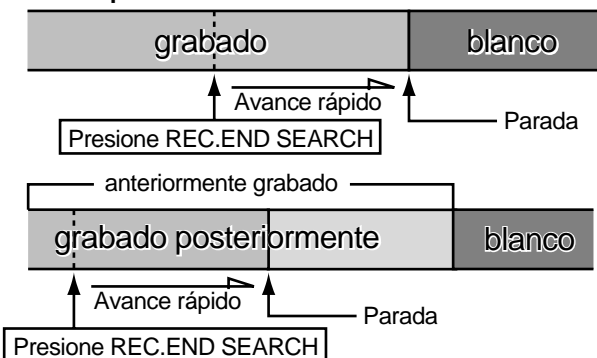 grabado blanco
Avance rápido
Parada
Presione REC.END SEARCH
anteriormente grabado
grabado posteriormente blanco
Avance rápido
Parada
Presione REC.END SEARCH